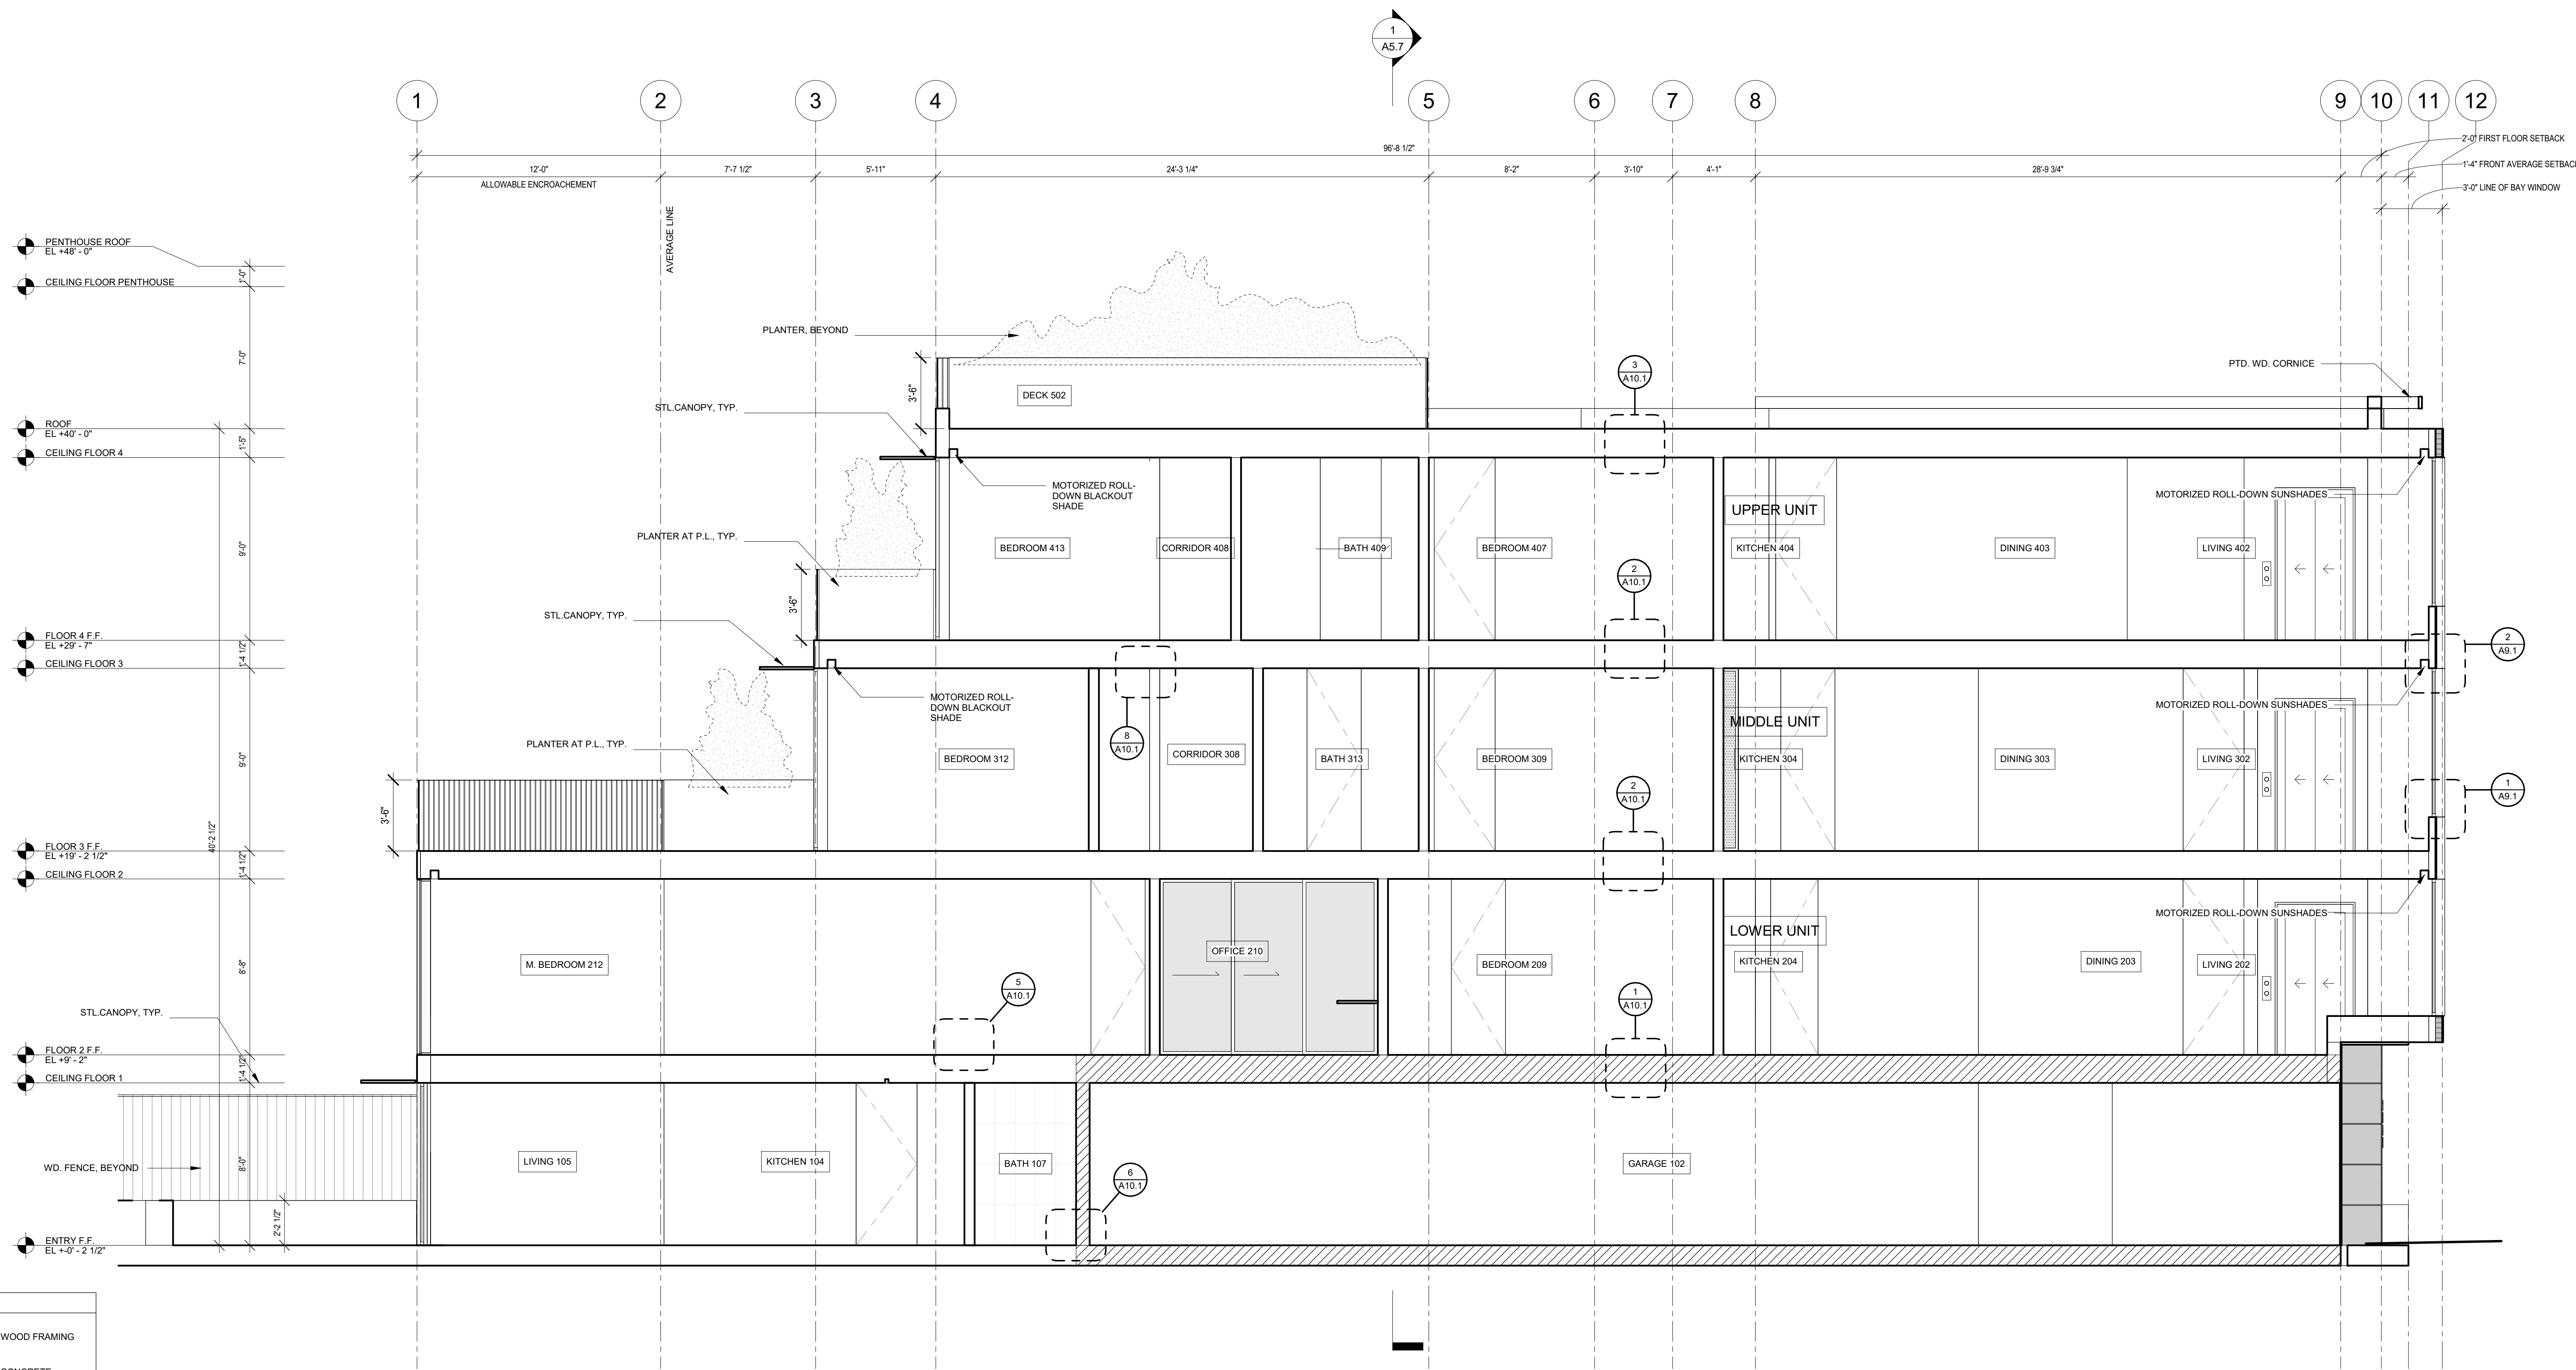 1
A5.7
1
2
3
4
5
6
7
8
9
10
11
12
2'-0" FIRST FLOOR SETBACK
96'-8 1/2"
1'-4" FRONT AVERAGE SETBACK
12'-0"
7'-7 1/2"
5'-11"
24'-3 1/4"
8'-2"
3'-10"
4'-1"
28'-9 3/4"
ALLOWABLE ENCROACHEMENT
3'-0" LINE OF BAY WINDOW
AVERAGE LINE
PENTHOUSE ROOF
EL +48' - 0"
1'-0"
CEILING FLOOR PENTHOUSE
7'-0"
PLANTER, BEYOND
3
A10.1
PTD. WD. CORNICE
3'-6"
DECK 502
STL.CANOPY, TYP.
ROOF
EL +40' - 0"
1'-5"
CEILING FLOOR 4
MOTORIZED ROLL-
DOWN BLACKOUT
SHADE
MOTORIZED ROLL-DOWN SUNSHADES
UPPER UNIT
PLANTER AT P.L., TYP.
9'-0"
BEDROOM 413
CORRIDOR 408
BATH 409
BEDROOM 407
KITCHEN 404
DINING 403
LIVING 402
2
A10.1
3'-6"
STL.CANOPY, TYP.
FLOOR 4 F.F.
EL +29' - 7"
1'-4 1/2"
CEILING FLOOR 3
2
A9.1
MOTORIZED ROLL-
DOWN BLACKOUT
SHADE
MOTORIZED ROLL-DOWN SUNSHADES
MIDDLE UNIT
8
A10.1
PLANTER AT P.L., TYP.
9'-0"
BEDROOM 312
CORRIDOR 308
BATH 313
BEDROOM 309
KITCHEN 304
DINING 303
LIVING 302
2
A10.1
1
A9.1
3'-6"
40'-2 1/2"
FLOOR 3 F.F.
EL +19' - 2 1/2"
1'-4 1/2"
CEILING FLOOR 2
MOTORIZED ROLL-DOWN SUNSHADES
LOWER UNIT
8'-8"
M. BEDROOM 212
OFFICE 210
BEDROOM 209
KITCHEN 204
DINING 203
LIVING 202
5
A10.1
1
A10.1
STL.CANOPY, TYP.
FLOOR 2 F.F.
EL +9' - 2"
1'-4 1/2"
CEILING FLOOR 1
WD. FENCE, BEYOND
8'-0"
LIVING 105
KITCHEN 104
BATH 107
GARAGE 102
6
A10.1
2'-2 1/2"
ENTRY F.F.
EL +-0' - 2 1/2"
WOOD FRAMING